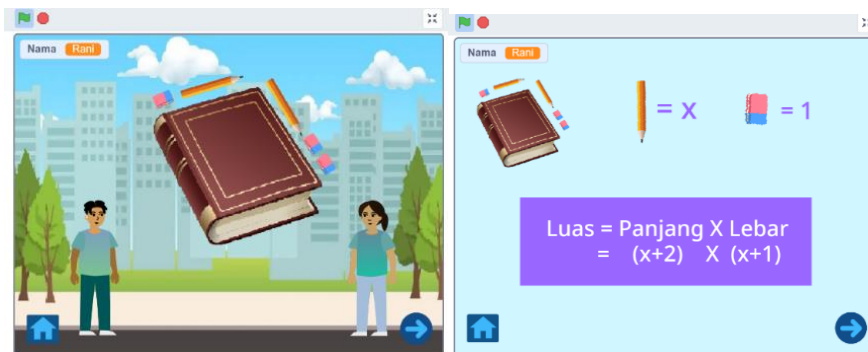 Nama Rani
Nama Rani
= x
= 1
Luas = Panjang X Lebar
= (x+2) X (x+1)